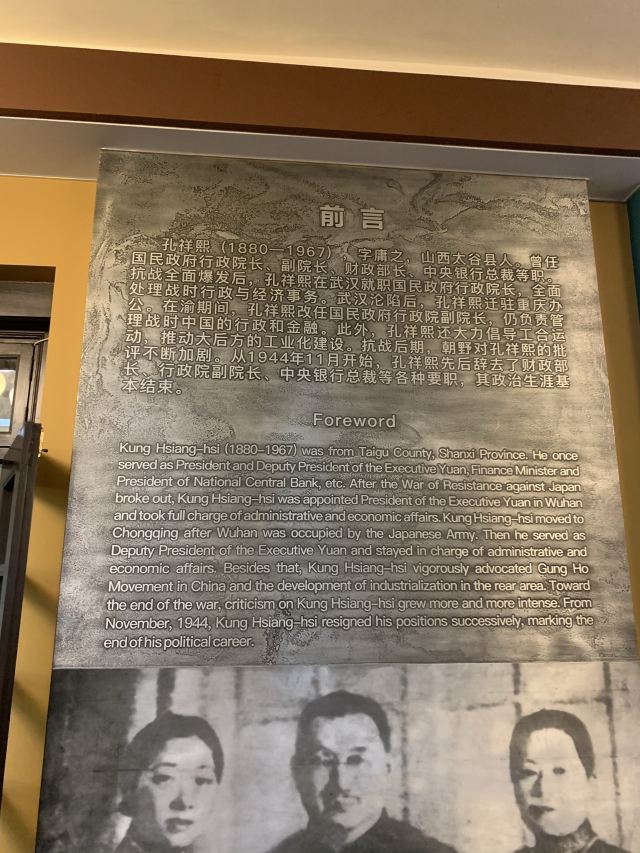 前言
孔祥熙（1880—1967），字庸之，山西太谷县人。曾任
国民政府行政院长、副院长、财政部长、中央银行总裁等职。
抗战全面爆发后，孔祥熙在武汉就职国民政府行政院长，全面
处理战时行政与经济事务。武汉沦陷后，孔祥熙迁驻重庆办
公。在渝期间，孔祥熙改任国民政府行政院副院长，仍负责管
理战时中国的行政和金融。此外，孔祥熙还大力倡导工合运
动，推动大后方的工业化建设。抗战后期，朝野对孔祥熙的批
评不断加剧。从1944年11月开始，孔祥熙先后辞去了财政部
长、行政院副院长、中央银行总裁等各种要职，其政治生涯基
本结束。
Foreword
Kung Hsiang-hsi (1880-1967) was from Taigu County, Shanxi Province. He once
served as President and Deputy President of the Executive Yuan, Finance Minister and
President of National Central Bank, etc. After the War of Resistance against Japan
broke out, Kung Hsiang-hsi was appointed President of the Executive Yuan in Wuhan
and took full charge of administrative and economic affairs. Kung Hsiang-hsi moved to
Chongqing after Wuhan was occupied by the Japanese Army. Then he served as
Deputy President of the Executive Yuan and stayed in charge of administrative and
economic affairs. Besides that, Kung Hsiang-hsi vigorously advocated Gung Ho
Movement in China and the development of industrialization in the rear area. Toward
the end of the war, criticism on Kung Hsiang-hsi grew more and more intense. From
November, 1944, Kung Hsiang-hsi resigned his positions successively, marking the
end of his political career.